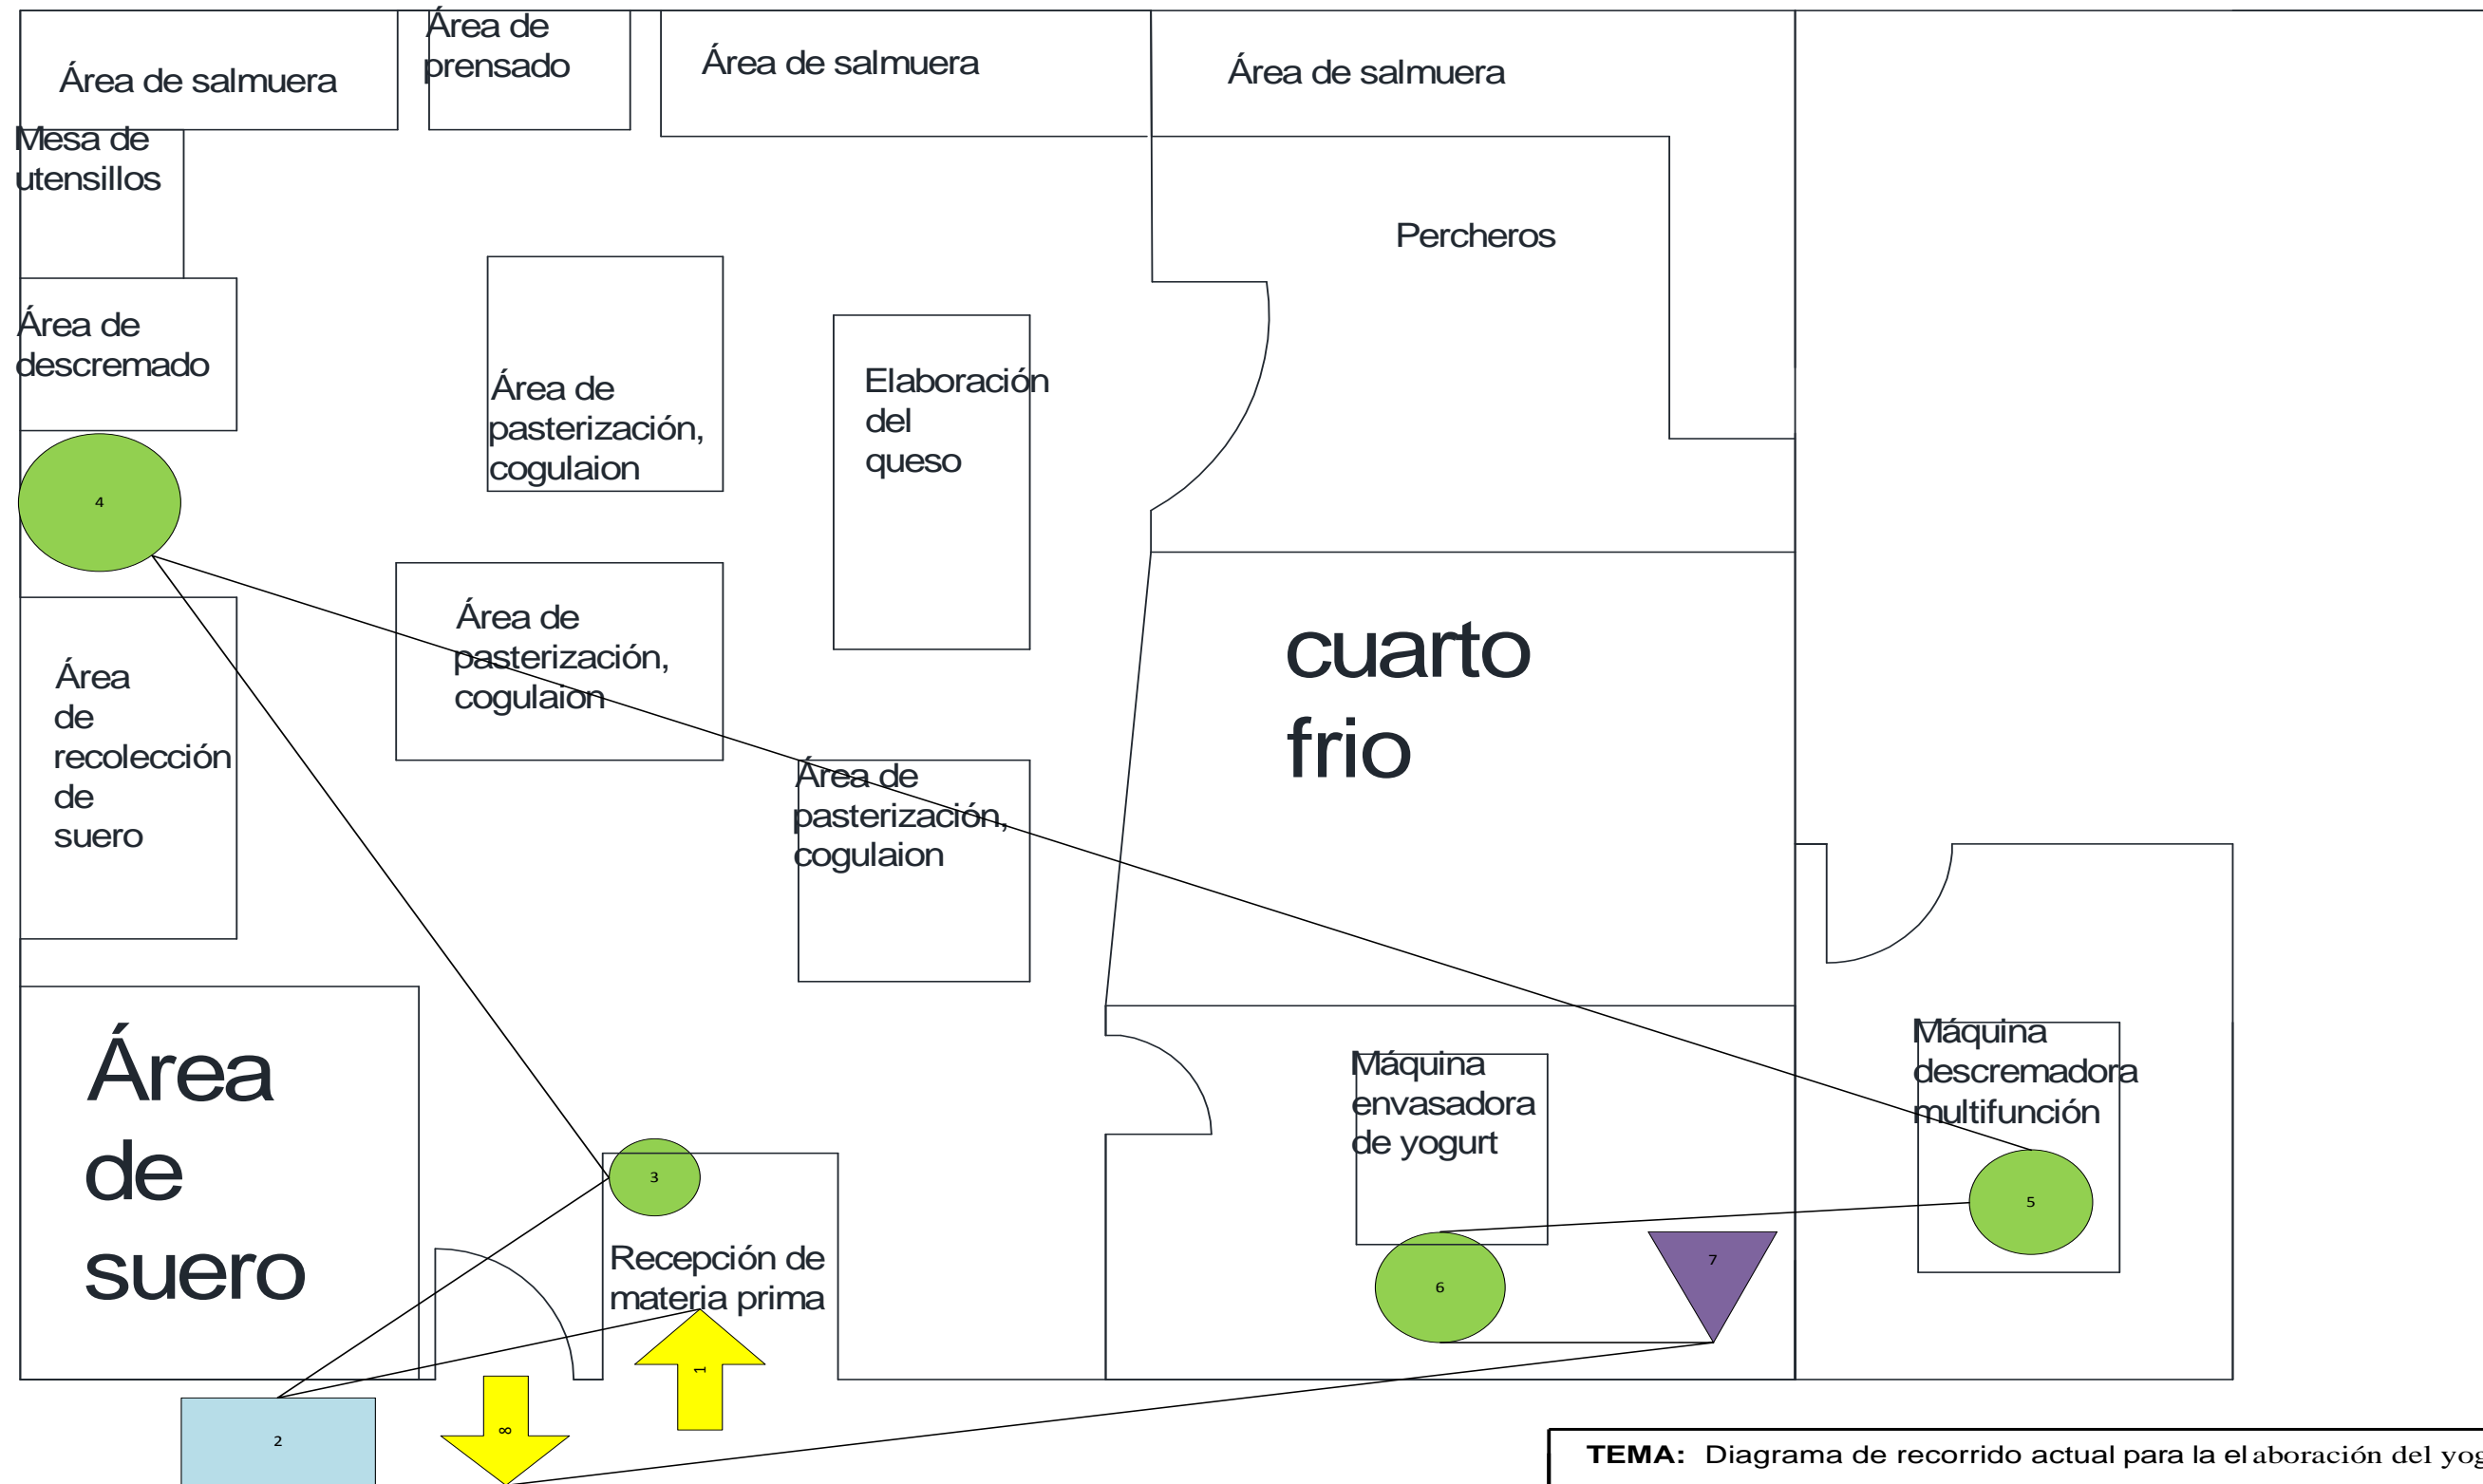 Área de salmuera
Área de
prensado
Área de salmuera
Área de salmuera
Mesa de
utensillos
Percheros
Área de
descremado
Área de
pasterización,
cogulaion
Elaboración
del
queso
4
Área de
pasterización,
cogulaion
cuarto
frio
Área
de
recolección
de
suero
Área de
pasterización,
cogulaion
Área
de
suero
Máquina
envasadora
de yogurt
Máquina
descremadora
multifunción
3
5
Recepción de
materia prima
6
7
1
2
8
TEMA: Diagrama de recorrido actual para la elaboración del yog